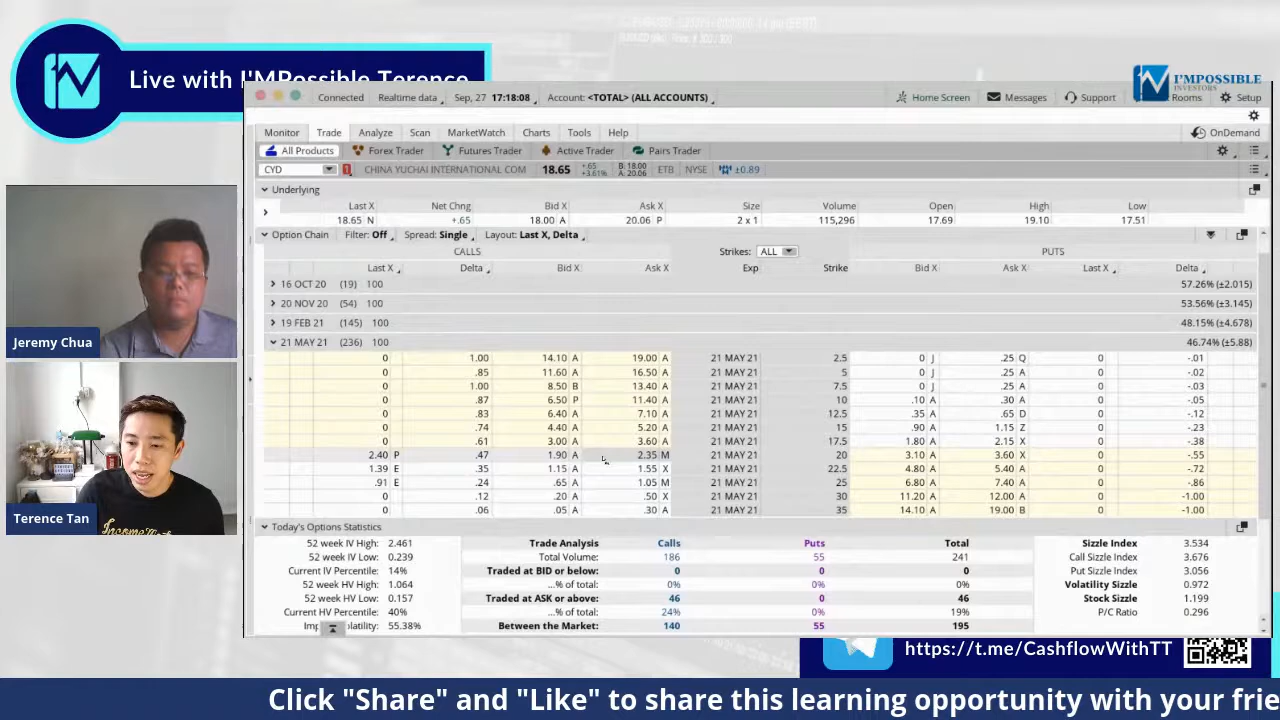 Live with I'MPossible Terence
I'MPOSSIBLE
INVESTORS
Connected Realtime data Sep, 27 17:18:08 Account: <TOTAL> (ALL ACCOUNTS) Home Screen Messages Support Rooms Setup
Monitor Trade Analyze Scan MarketWatch Charts Tools Help OnDemand
All Products Forex Trader Futures Trader Active Trader Pairs Trader
CYD CHINA YUCHAI INTERNATIONAL COM 18.65 +.65 +3.61% B: 18.00 A: 20.06 ETB NYSE ±0.89
Underlying
Last X Net Chng Bid X Ask X Size Volume Open High Low
18.65 N +.65 18.00 A 20.06 P 2 x 1 115,296 17.69 19.10 17.51
Option Chain Filter: Off Spread: Single Layout: Last X, Delta
CALLS Strikes: ALL PUTS
Last X Delta Bid X Ask X Exp Strike Bid X Ask X Last X Delta
16 OCT 20 (19) 100 57.26% (±2.015)
20 NOV 20 (54) 100 53.56% (±3.145)
19 FEB 21 (145) 100 48.15% (±4.678)
21 MAY 21 (236) 100 46.74% (±5.88)
0 1.00 14.10 A 19.00 A 21 MAY 21 2.5 0 J .25 Q 0 -.01
0 .85 11.60 A 16.50 A 21 MAY 21 5 0 J .25 A 0 -.02
0 1.00 8.50 B 13.40 A 21 MAY 21 7.5 0 J .25 A 0 -.03
0 .87 6.50 P 11.40 A 21 MAY 21 10 .10 A .30 A 0 -.05
0 .83 6.40 A 7.10 A 21 MAY 21 12.5 .35 A .65 D 0 -.12
0 .74 4.40 A 5.20 A 21 MAY 21 15 .90 A 1.15 Z 0 -.23
0 .61 3.00 A 3.60 A 21 MAY 21 17.5 1.80 A 2.15 X 0 -.38
2.40 P .47 1.90 A 2.35 M 21 MAY 21 20 3.10 A 3.60 X 0 -.55
1.39 E .35 1.15 A 1.55 X 21 MAY 21 22.5 4.80 A 5.40 A 0 -.72
.91 E .24 .65 A 1.05 M 21 MAY 21 25 6.80 A 7.40 A 0 -.86
0 .12 .20 A .50 X 21 MAY 21 30 11.20 A 12.00 A 0 -1.00
0 .06 .05 A .30 A 21 MAY 21 35 14.10 A 19.00 B 0 -1.00
Today's Options Statistics
52 week IV High: 2.461 Trade Analysis Calls Puts Total Sizzle Index 3.534
52 week IV Low: 0.239 Total Volume: 186 55 241 Call Sizzle Index 3.676
Current IV Percentile: 14% Traded at BID or below: 0 0 0 Put Sizzle Index 3.056
52 week HV High: 1.064 ...% of total: 0% 0% 0% Volatility Sizzle 0.972
52 week HV Low: 0.157 Traded at ASK or above: 46 0 46 Stock Sizzle 1.199
Current HV Percentile: 40% ...% of total: 24% 0% 19% P/C Ratio 0.296
55.38% Between the Market: 140 55 195
Jeremy Chua
Terence Tan
https://t.me/CashflowWithTT
Click "Share" and "Like" to share this learning opportunity with your frie